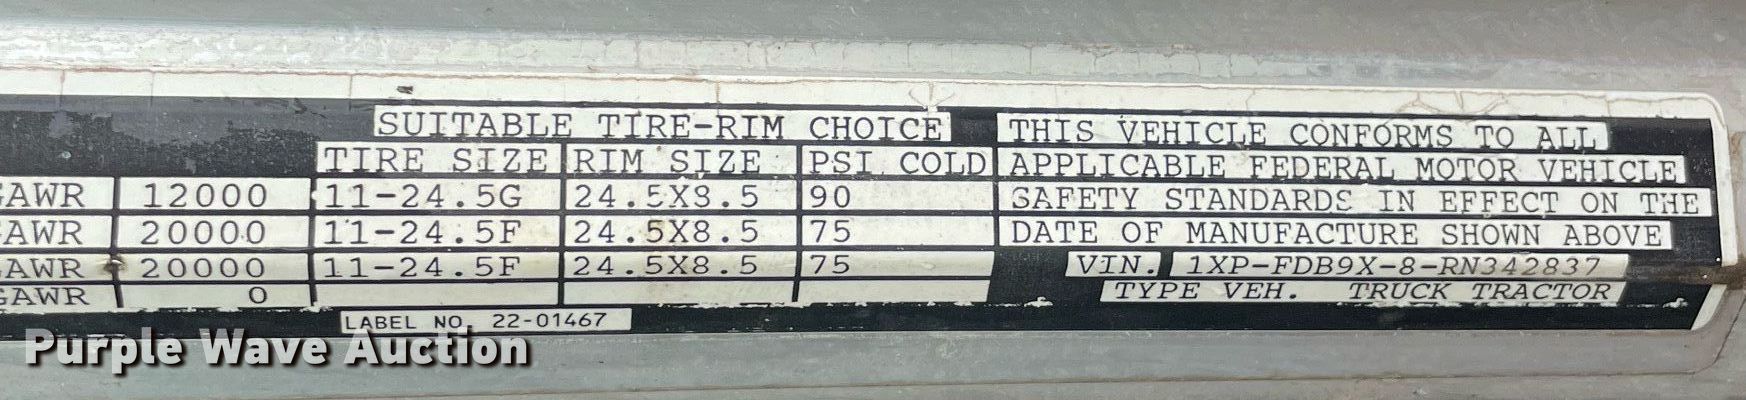 SUITABLE TIRE-RIM CHOICE THIS VEHICLE CONFORMS TO ALL
TIRE SIZE RIM SIZE PSI COLD APPLICABLE FEDERAL MOTOR VEHICLE
GAWR 12000 11-24.5G 24.5X8.5 90 SAFETY STANDARDS IN EFFECT ON THE
GAWR 20000 11-24.5F 24.5X8.5 75 DATE OF MANUFACTURE SHOWN ABOVE
GAWR 20000 11-24.5F 24.5X8.5 75 VIN. 1XP-FDB9X-8-RN342837
GAWR 0 TYPE VEH. TRUCK TRACTOR
LABEL NO. 22-01467
Purple Wave Auction